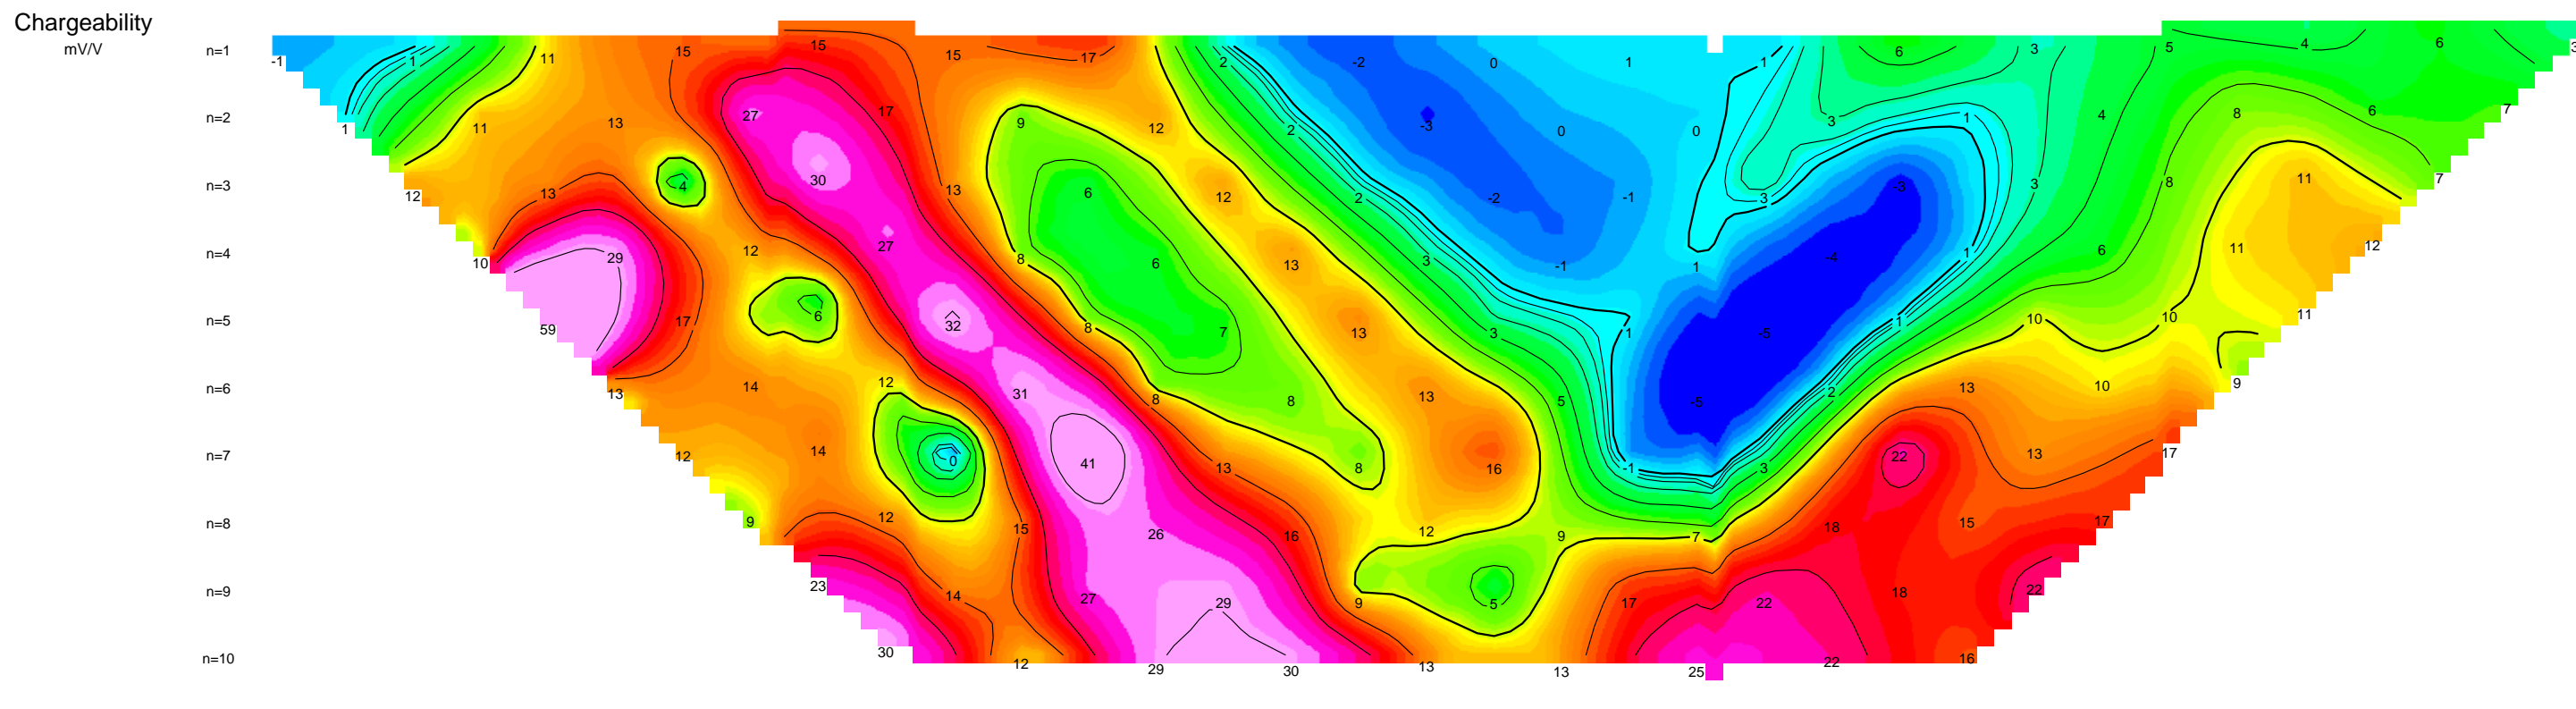 Chargeability
mV/V
n=1 -1 1 11 15 15 15 17 2 -2 0 1 1 6 3 5 4 6 3
n=2 1 11 13 27 17 9 12 2 -3 0 0 3 1 4 8 6 7
n=3 12 13 4 30 13 6 12 2 -2 -1 3 -3 3 8 11 7
n=4 10 29 12 27 8 6 13 3 -1 1 -4 1 6 11 12
n=5 59 17 6 32 8 7 13 3 1 -5 1 10 10 11
n=6 13 14 12 31 8 8 13 5 -5 2 13 10 9
n=7 12 14 0 41 13 8 16 -1 3 22 13 17
n=8 9 12 15 26 16 12 9 7 18 15 17
n=9 23 14 27 29 9 5 17 22 18 22
n=10 30 12 29 30 13 13 25 22 16